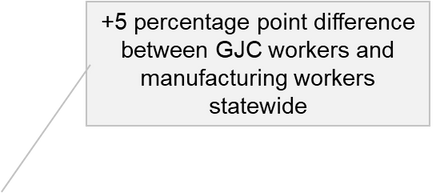 +5 percentage point difference
between GJC workers and
manufacturing workers
statewide